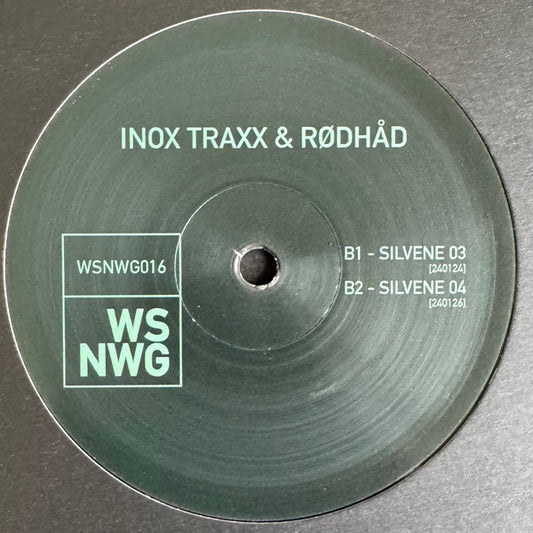 INOX TRAXX & RØDHÅD
WSNWG016
WS
NWG
B1 - SILVENE 03
[240124]
B2 - SILVENE 04
[240126]